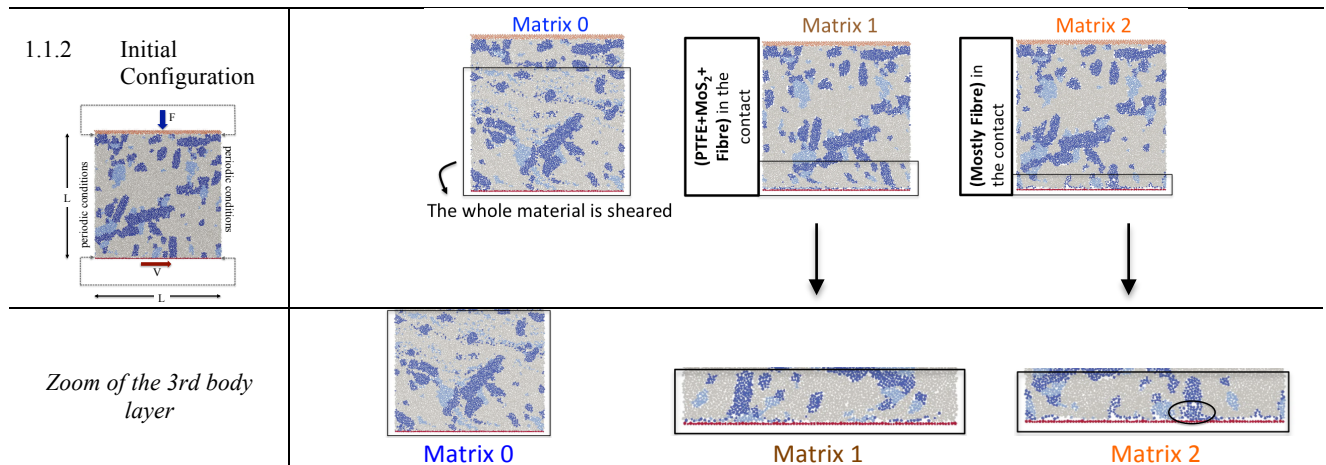 1.1.2 Initial
Configuration
F
L
periodic conditions
periodic conditions
V
L
Matrix 0
Matrix 1
Matrix 2
(PTFE+MoS₂+
Fibre) in the
contact
(Mostly Fibre) in
the contact
The whole material is sheared
Zoom of the 3rd body
layer
Matrix 0
Matrix 1
Matrix 2